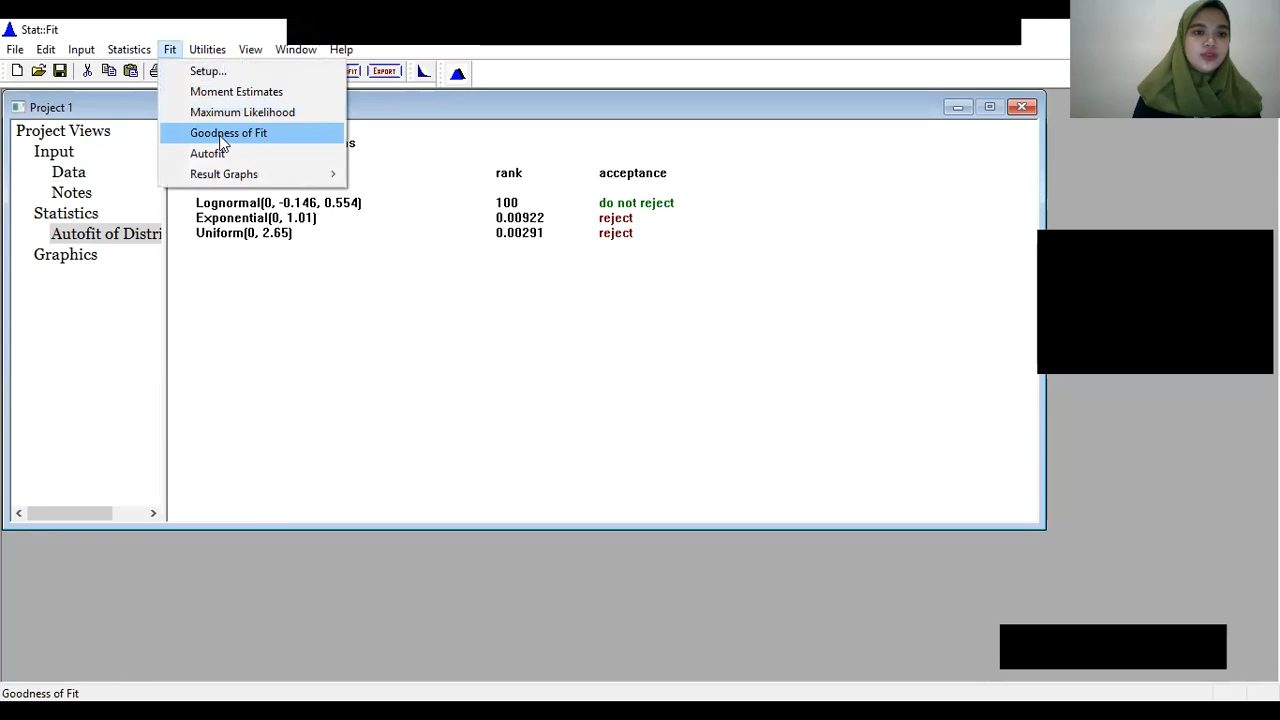 Stat::Fit
File Edit Input Statistics Fit Utilities View Window Help
Setup...
Moment Estimates
Maximum Likelihood
Goodness of Fit
Autofit
Result Graphs
EXPORT
Project 1
Project Views
Input
Data
Notes
Statistics
Autofit of Distri
Graphics
rank acceptance
Lognormal(0, -0.146, 0.554) 100 do not reject
Exponential(0, 1.01) 0.00922 reject
Uniform(0, 2.65) 0.00291 reject
Goodness of Fit